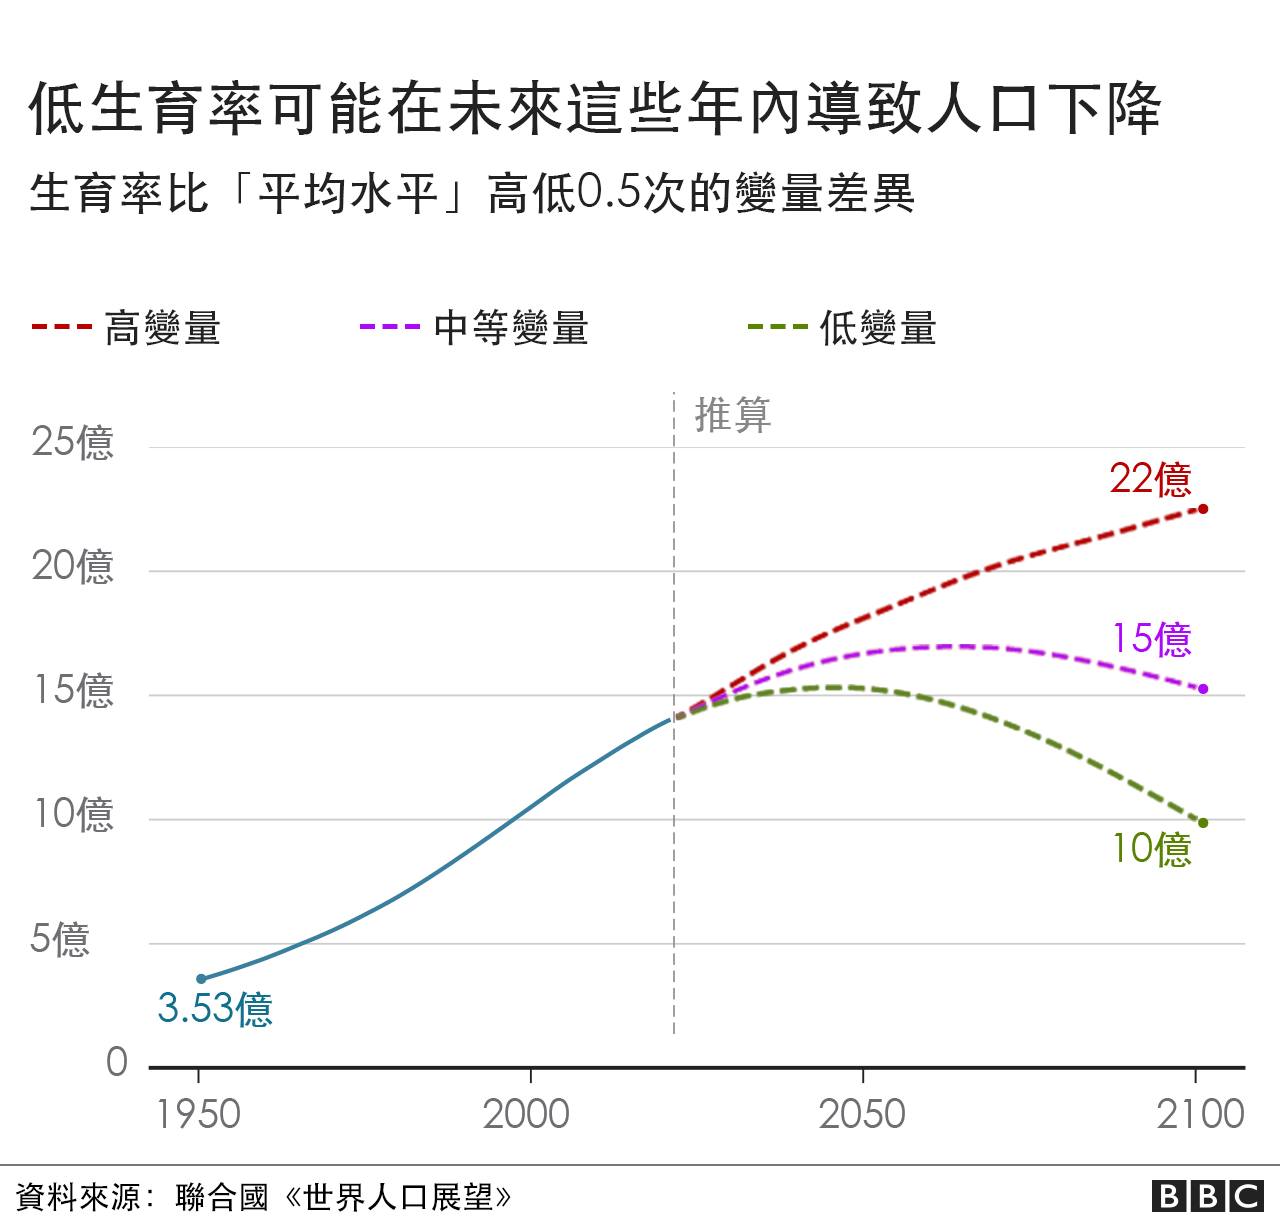 低生育率可能在未來這些年內導致人口下降
生育率比「平均水平」高低0.5次的變量差異
高變量 中等變量 低變量
推算
25億
22億
20億
15億
15億
10億
10億
5億
3.53億
0
1950 2000 2050 2100
資料來源：聯合國《世界人口展望》
BBC